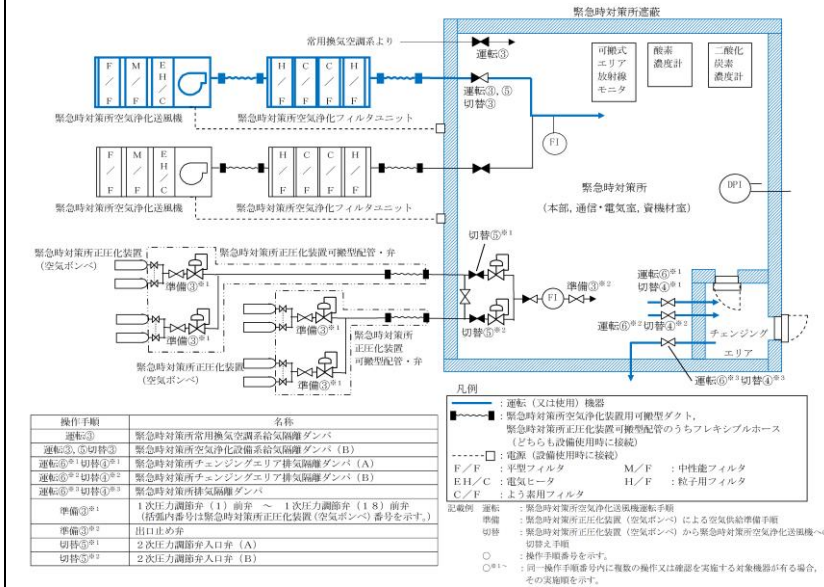 緊急時対策所遮蔽
常用換気空調系より
運転③
F/F
M/F
EH/C
H/F
C/F
C/F
H/F
運転③, ⑤
切替③
可搬式
エリア
放射線
モニタ
酸素
濃度計
二酸化
炭素
濃度計
緊急時対策所空気浄化送風機
緊急時対策所空気浄化フィルタユニット
FI
F/F
M/F
EH/C
H/F
C/F
C/F
H/F
緊急時対策所空気浄化送風機
緊急時対策所空気浄化フィルタユニット
DPI
緊急時対策所
(本部, 通信・電気室, 資機材室)
緊急時対策所正圧化装置
(空気ボンベ)
緊急時対策所正圧化装置可搬型配管・弁
準備③※1
準備③※1
切替⑤※1
準備③※2
FI
切替⑤※2
準備③※1
準備③※1
緊急時対策所
正圧化装置
可搬型配管・弁
緊急時対策所正圧化装置
(空気ボンベ)
運転⑥※1
切替④※1
運転⑥※2切替④※2
チェンジング
エリア
運転⑥※3切替④※3
凡例
: 運転（又は使用）機器
: 緊急時対策所空気浄化装置用可搬型ダクト,
緊急時対策所正圧化装置可搬型配管のうちフレキシブルホース
（どちらも設備使用時に接続）
: 電源（設備使用時に接続）
F/F : 平型フィルタ M/F : 中性能フィルタ
EH/C : 電気ヒータ H/F : 粒子用フィルタ
C/F : よう素用フィルタ
操作手順 名称
運転③ 緊急時対策所常用換気空調系給気隔離ダンパ
運転③, ⑤切替③ 緊急時対策所空気浄化設備系給気隔離ダンパ（B）
運転⑥※1切替④※1 緊急時対策所チェンジングエリア排気隔離ダンパ（A）
運転⑥※2切替④※2 緊急時対策所チェンジングエリア排気隔離ダンパ（B）
運転⑥※3切替④※3 緊急時対策所排気隔離ダンパ
準備③※1 1次圧力調節弁（1）前弁 ～ 1次圧力調節弁（18）前弁
（括弧内番号は緊急時対策所正圧化装置（空気ボンベ）番号を示す。）
準備③※2 出口止め弁
切替⑤※1 2次圧力調節弁入口弁（A）
切替⑤※2 2次圧力調節弁入口弁（B）
記載例 運転 : 緊急時対策所空気浄化送風機運転手順
準備 : 緊急時対策所正圧化装置（空気ボンベ）による空気供給準備手順
切替 : 緊急時対策所正圧化装置（空気ボンベ）から緊急時対策所空気浄化送風機への
切替え手順
○ : 操作手順番号を示す。
○※1~ : 同一操作手順番号内に複数の操作又は確認を実施する対象機器が有る場合,
その実施順を示す。